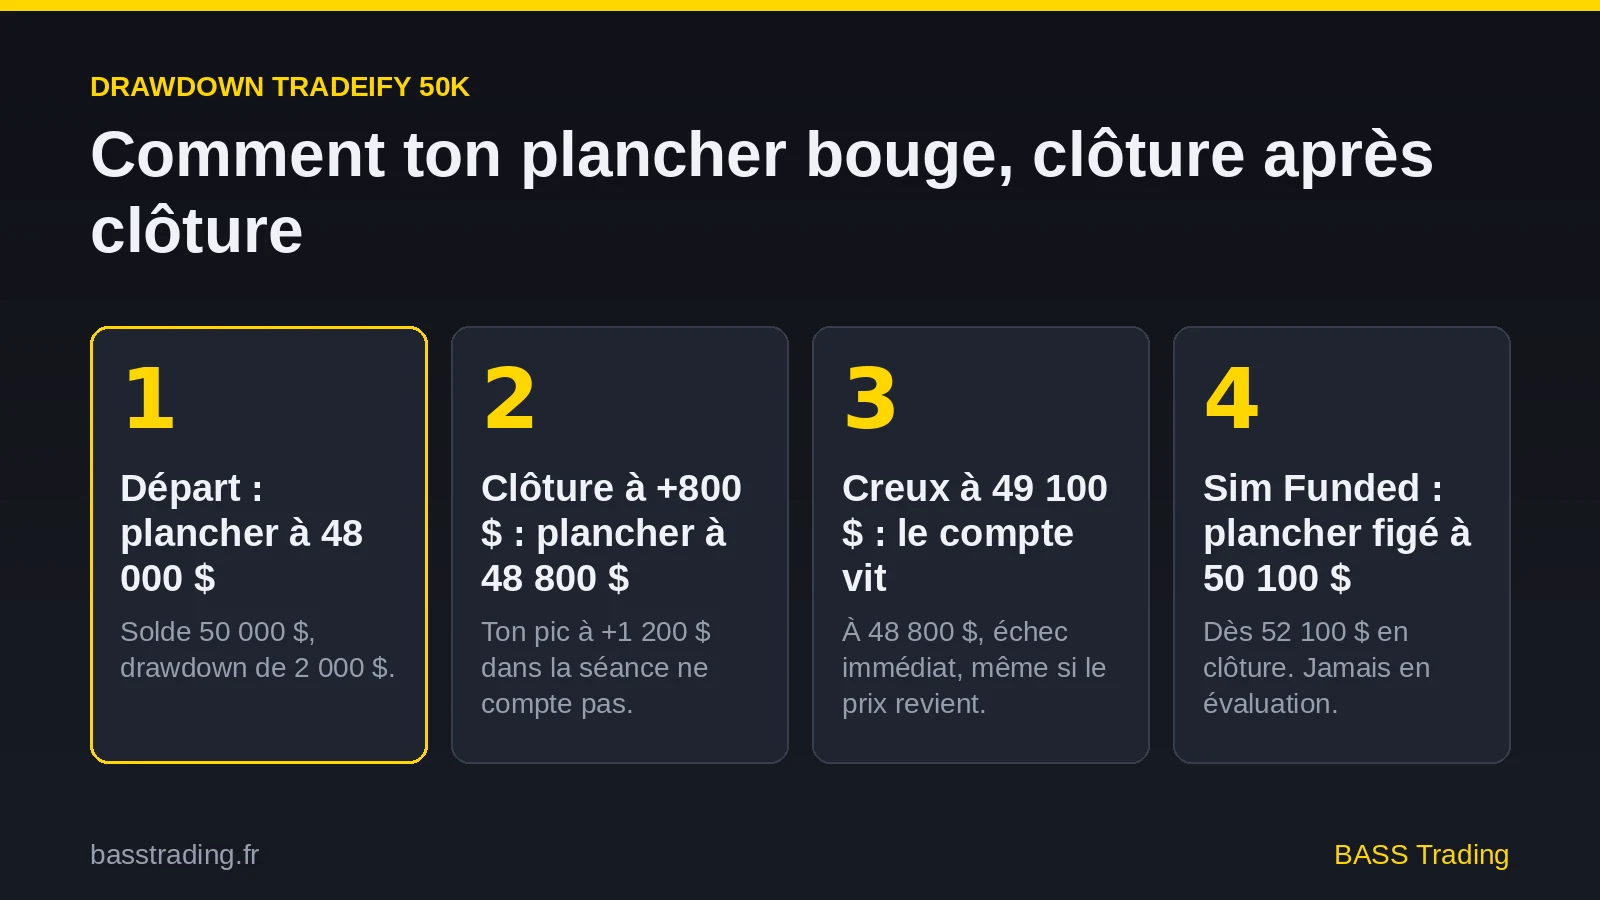 DRAWDOWN TRADEIFY 50K
Comment ton plancher bouge, clôture après
clôture
1
Départ :
plancher à 48
000 $
Solde 50 000 $,
drawdown de 2 000 $.
2
Clôture à +800
$ : plancher à
48 800 $
Ton pic à +1 200 $
dans la séance ne
compte pas.
3
Creux à 49 100
$ : le compte
vit
À 48 800 $, échec
immédiat, même si le
prix revient.
4
Sim Funded :
plancher figé à
50 100 $
Dès 52 100 $ en
clôture. Jamais en
évaluation.
basstrading.fr
BASS Trading